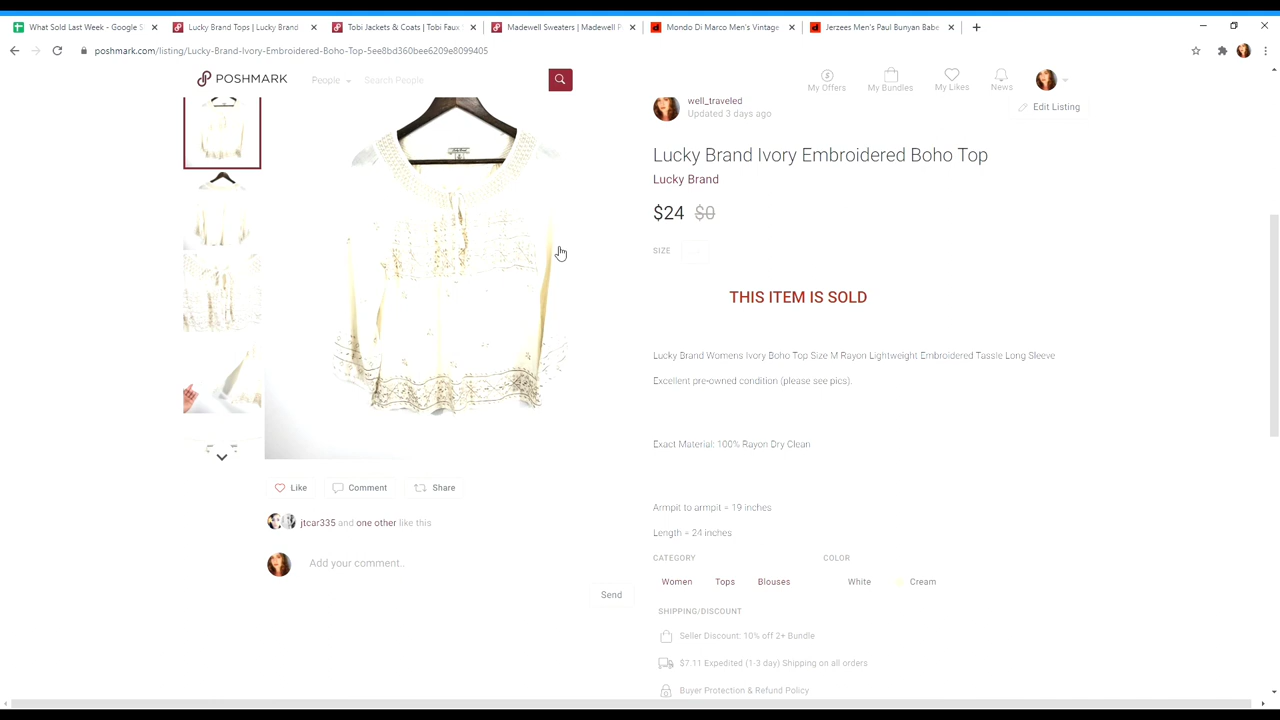 What Sold Last Week - Google S
Lucky Brand Tops | Lucky Brand
Tobi Jackets & Coats | Tobi Faux
Madewell Sweaters | Madewell P
Mondo Di Marco Men's Vintage
Jerzees Men's Paul Bunyan Babe
poshmark.com/listing/Lucky-Brand-Ivory-Embroidered-Boho-Top-5ee8bd360bee6209e8099405
POSHMARK
People
Search People
My Offers
My Bundles
My Likes
News
well_traveled
Updated 3 days ago
Edit Listing
Lucky Brand Ivory Embroidered Boho Top
Lucky Brand
$24 $0
SIZE
THIS ITEM IS SOLD
Lucky Brand Womens Ivory Boho Top Size M Rayon Lightweight Embroidered Tassle Long Sleeve
Excellent pre-owned condition (please see pics).
Exact Material: 100% Rayon Dry Clean
Armpit to armpit = 19 inches
Length = 24 inches
Like
Comment
Share
jtcar335 and one other like this
Add your comment..
Send
CATEGORY
COLOR
Women Tops Blouses
White Cream
SHIPPING/DISCOUNT
Seller Discount: 10% off 2+ Bundle
$7.11 Expedited (1-3 day) Shipping on all orders
Buyer Protection & Refund Policy